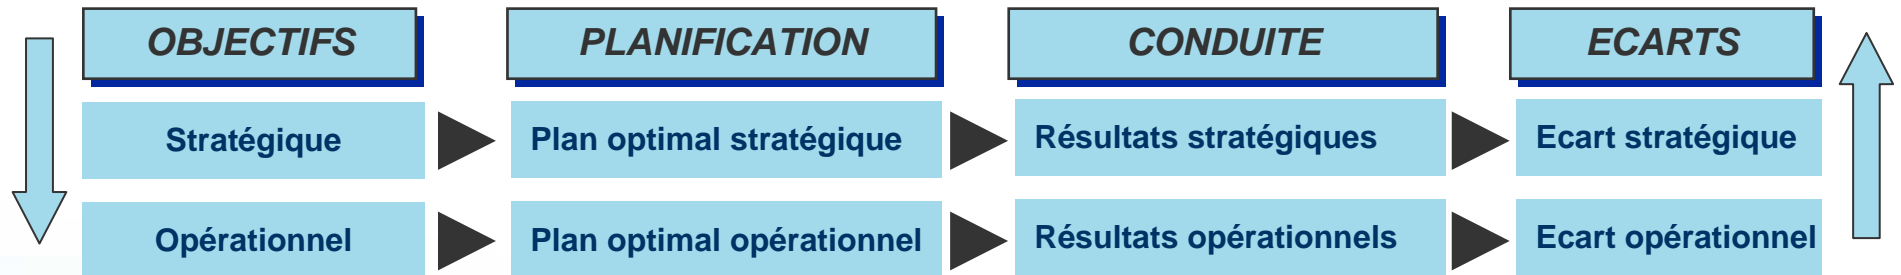 OBJECTIFS PLANIFICATION CONDUITE ECARTS
Stratégique Plan optimal stratégique Résultats stratégiques Ecart stratégique
Opérationnel Plan optimal opérationnel Résultats opérationnels Ecart opérationnel